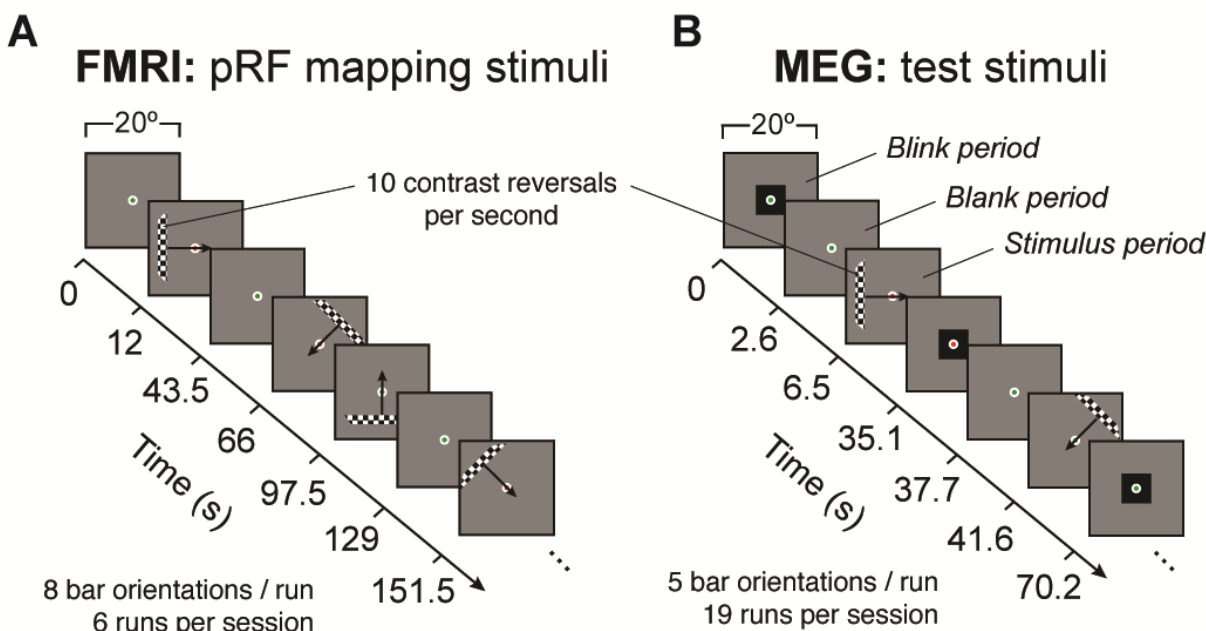 A
FMRI: pRF mapping stimuli
20º
10 contrast reversals
per second
0
12
43.5
66
97.5
129
151.5
Time (s)
...
8 bar orientations / run
6 runs per session
B
MEG: test stimuli
20º
Blink period
Blank period
Stimulus period
0
2.6
6.5
35.1
37.7
41.6
70.2
Time (s)
...
5 bar orientations / run
19 runs per session